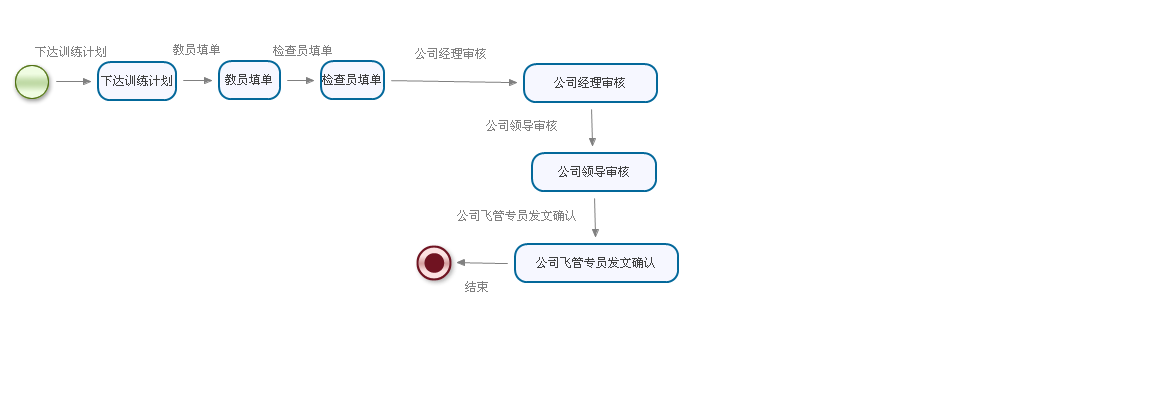 下达训练计划
教员填单
检查员填单
公司经理审核
下达训练计划
教员填单
检查员填单
公司经理审核
公司领导审核
公司领导审核
公司飞管专员发文确认
公司飞管专员发文确认
结束